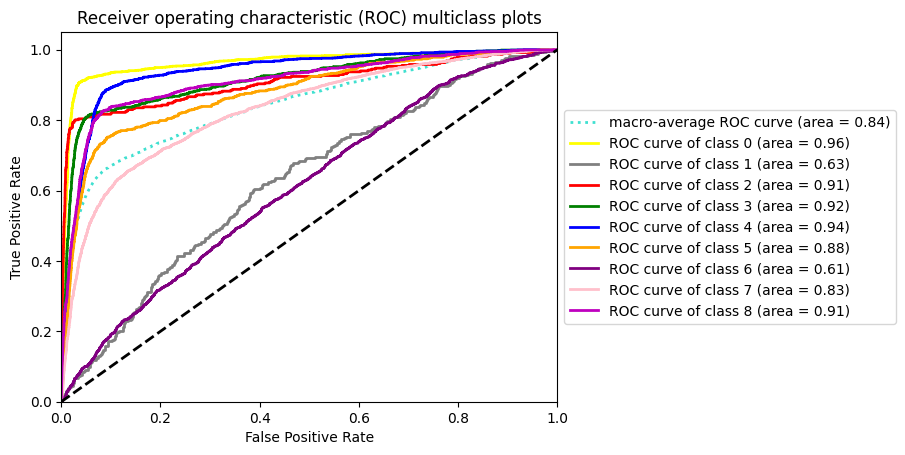 Receiver operating characteristic (ROC) multiclass plots
True Positive Rate
1.0
0.8
0.6
0.4
0.2
0.0
0.0 0.2 0.4 0.6 0.8 1.0
False Positive Rate
macro-average ROC curve (area = 0.84)
ROC curve of class 0 (area = 0.96)
ROC curve of class 1 (area = 0.63)
ROC curve of class 2 (area = 0.91)
ROC curve of class 3 (area = 0.92)
ROC curve of class 4 (area = 0.94)
ROC curve of class 5 (area = 0.88)
ROC curve of class 6 (area = 0.61)
ROC curve of class 7 (area = 0.83)
ROC curve of class 8 (area = 0.91)